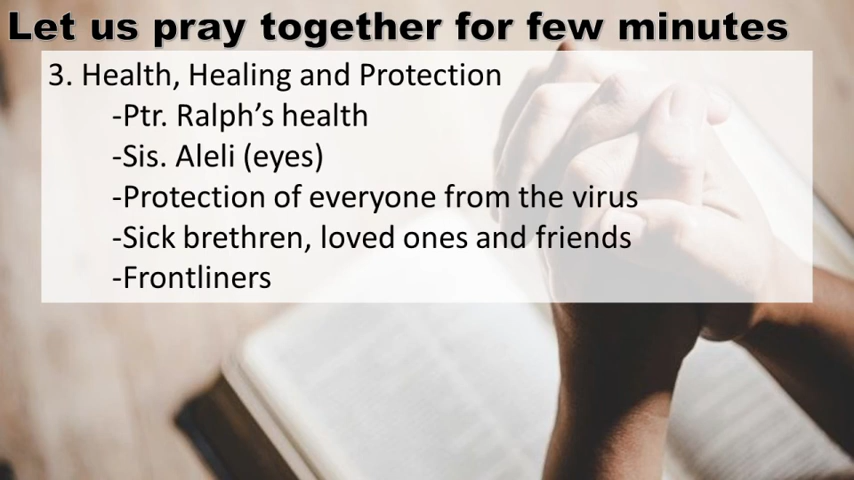 Let us pray together for few minutes
3. Health, Healing and Protection
-Ptr. Ralph’s health
-Sis. Aleli (eyes)
-Protection of everyone from the virus
-Sick brethren, loved ones and friends
-Frontliners